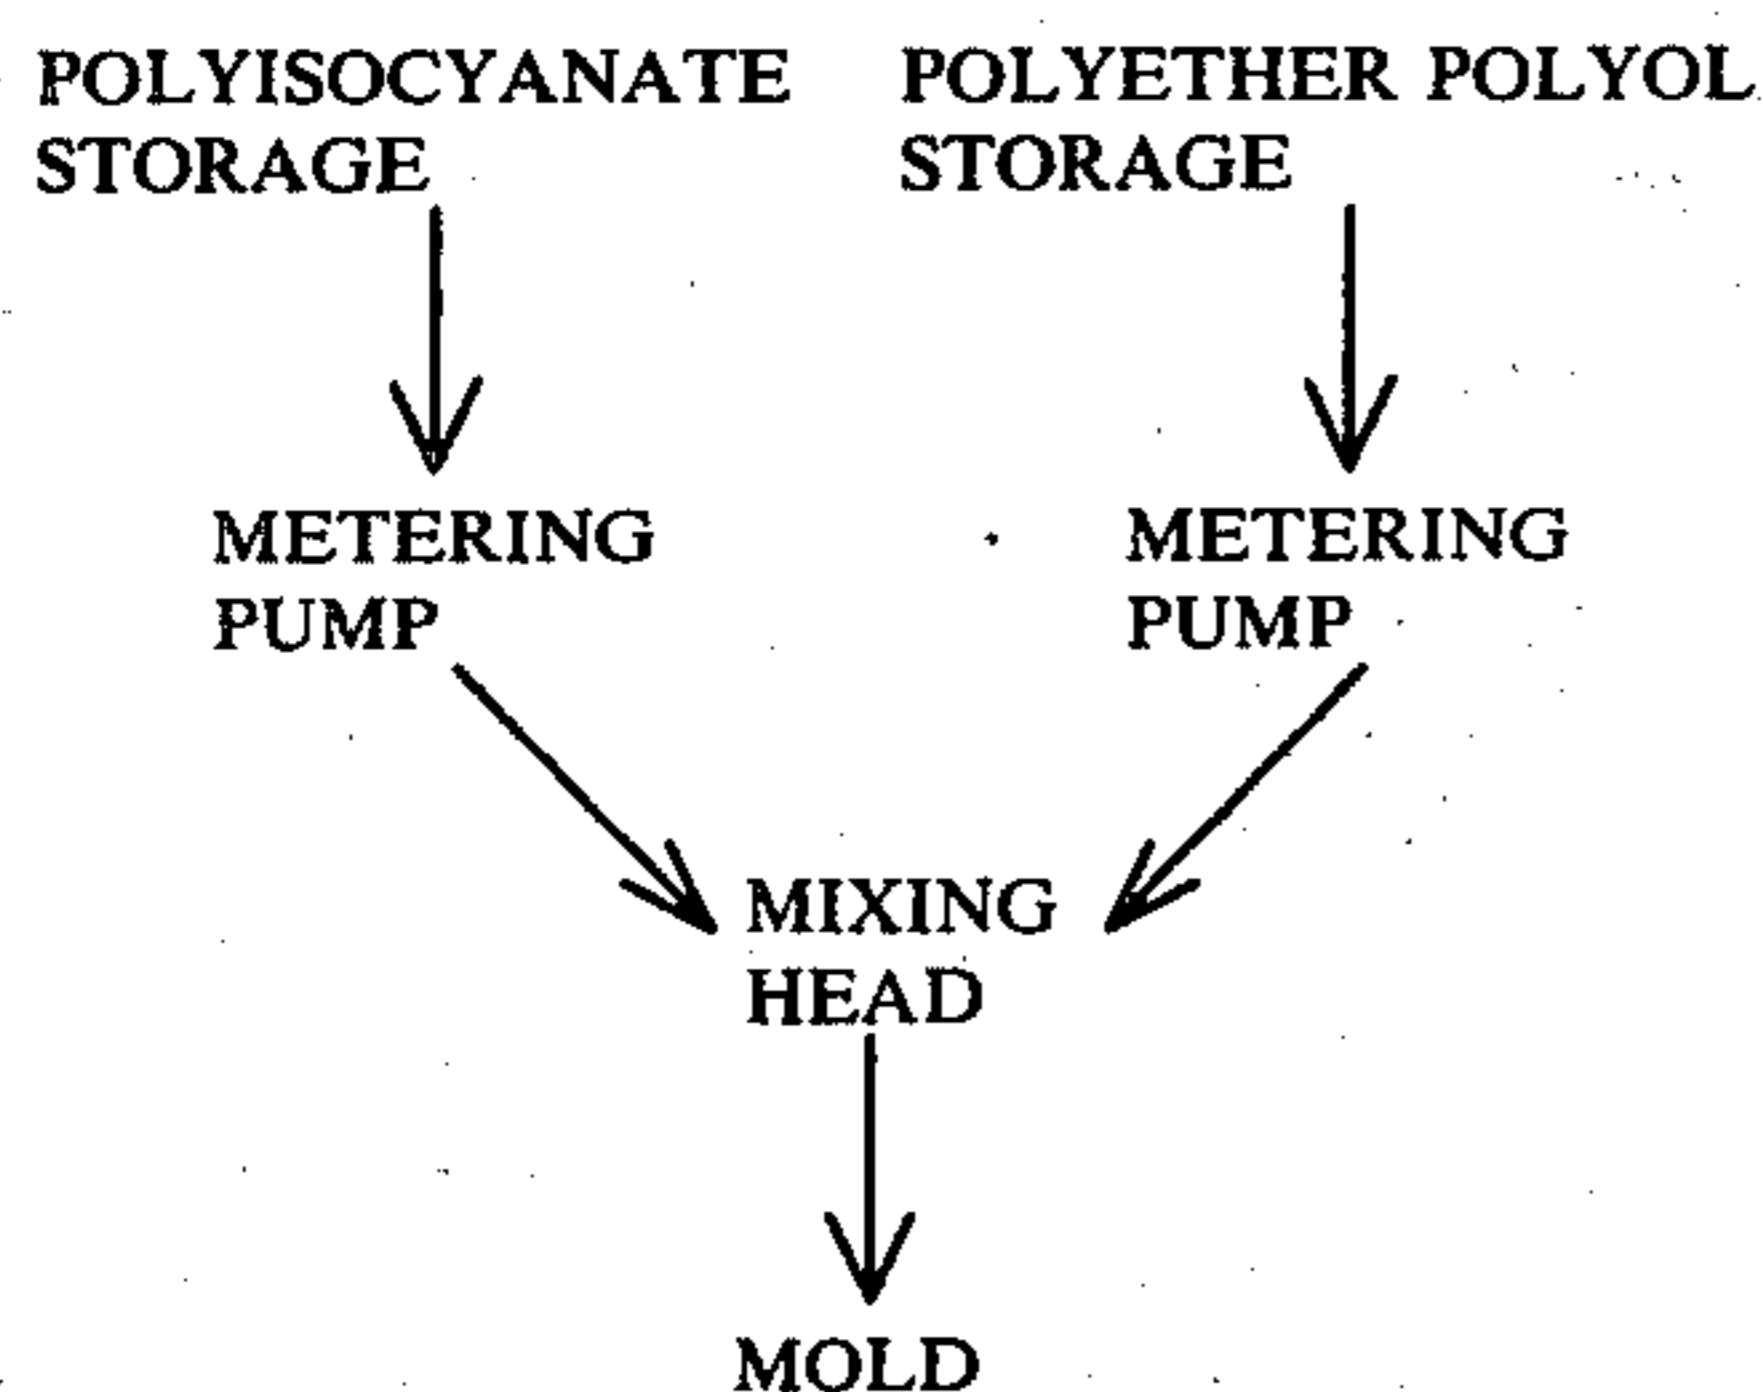 POLYISOCYANATE
STORAGE
POLYETHER POLYOL
STORAGE
METERING
PUMP
METERING
PUMP
MIXING
HEAD
MOLD